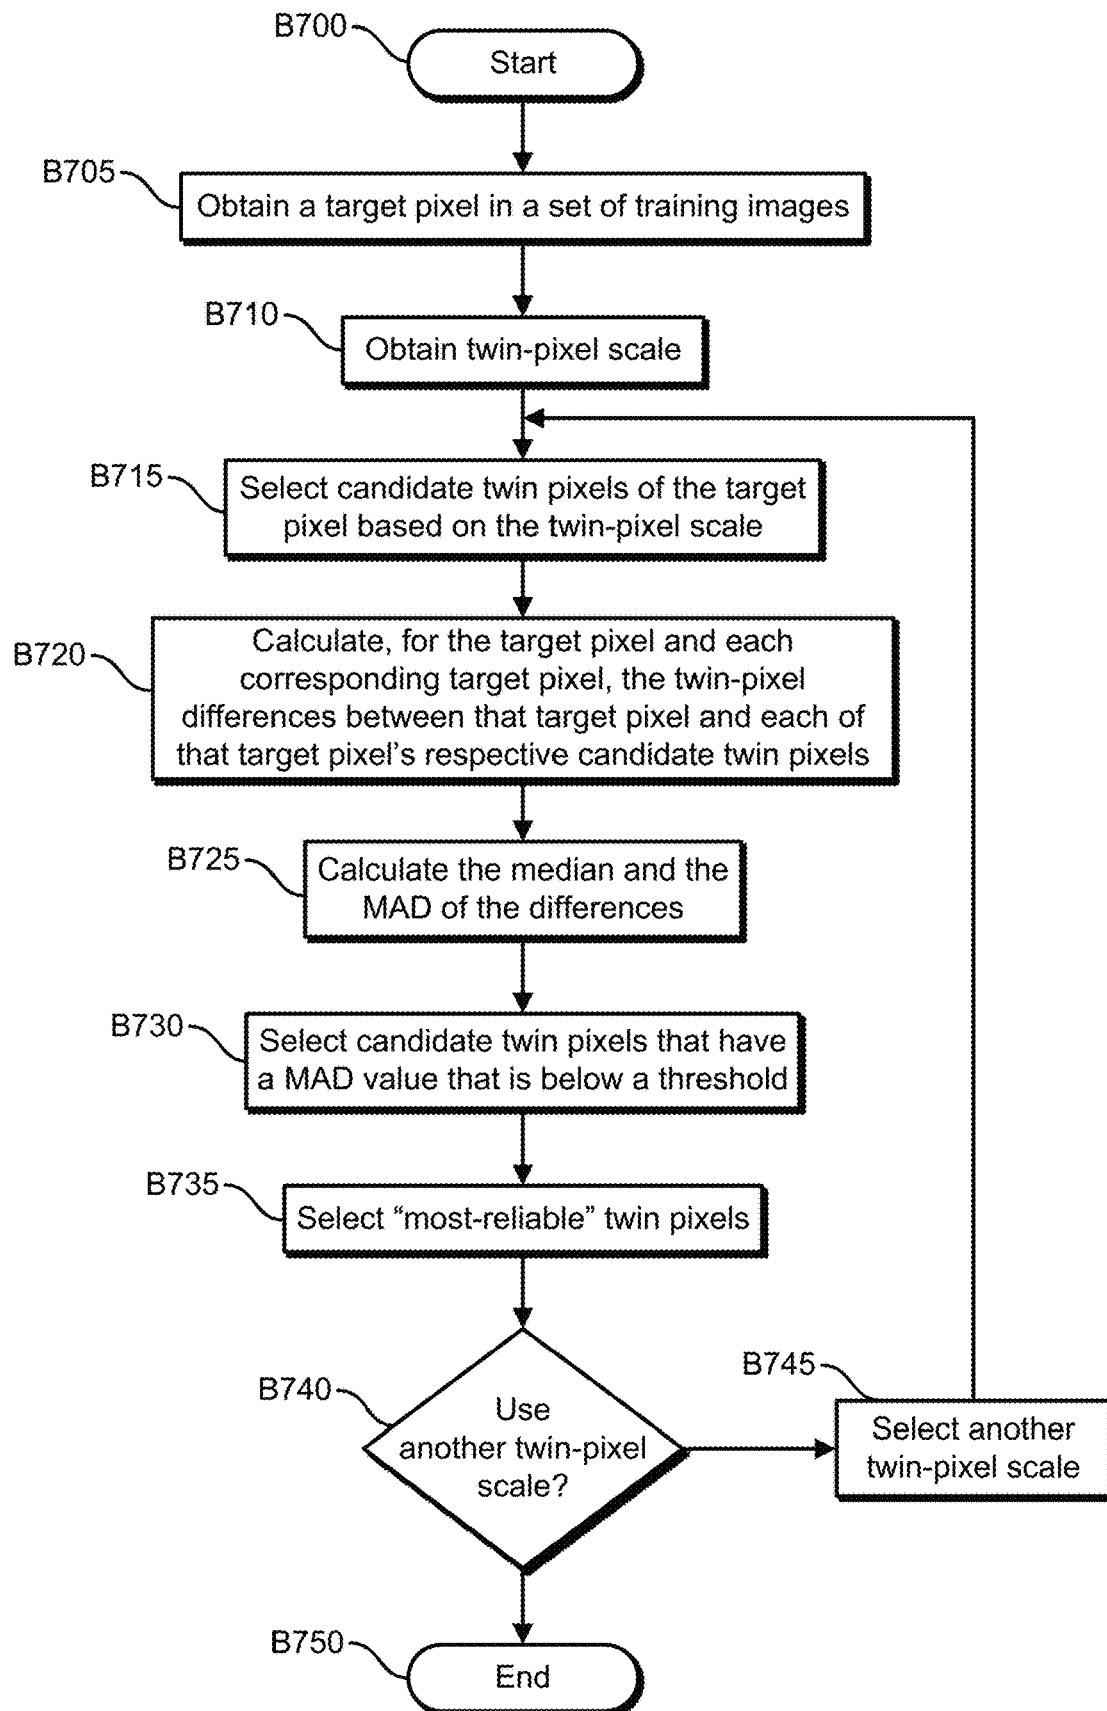 B700
Start
B705
Obtain a target pixel in a set of training images
B710
Obtain twin-pixel scale
B715
Select candidate twin pixels of the target
pixel based on the twin-pixel scale
B720
Calculate, for the target pixel and each
corresponding target pixel, the twin-pixel
differences between that target pixel and each of
that target pixel’s respective candidate twin pixels
B725
Calculate the median and the
MAD of the differences
B730
Select candidate twin pixels that have
a MAD value that is below a threshold
B735
Select “most-reliable” twin pixels
B740
Use
another twin-pixel
scale?
B745
Select another
twin-pixel scale
B750
End